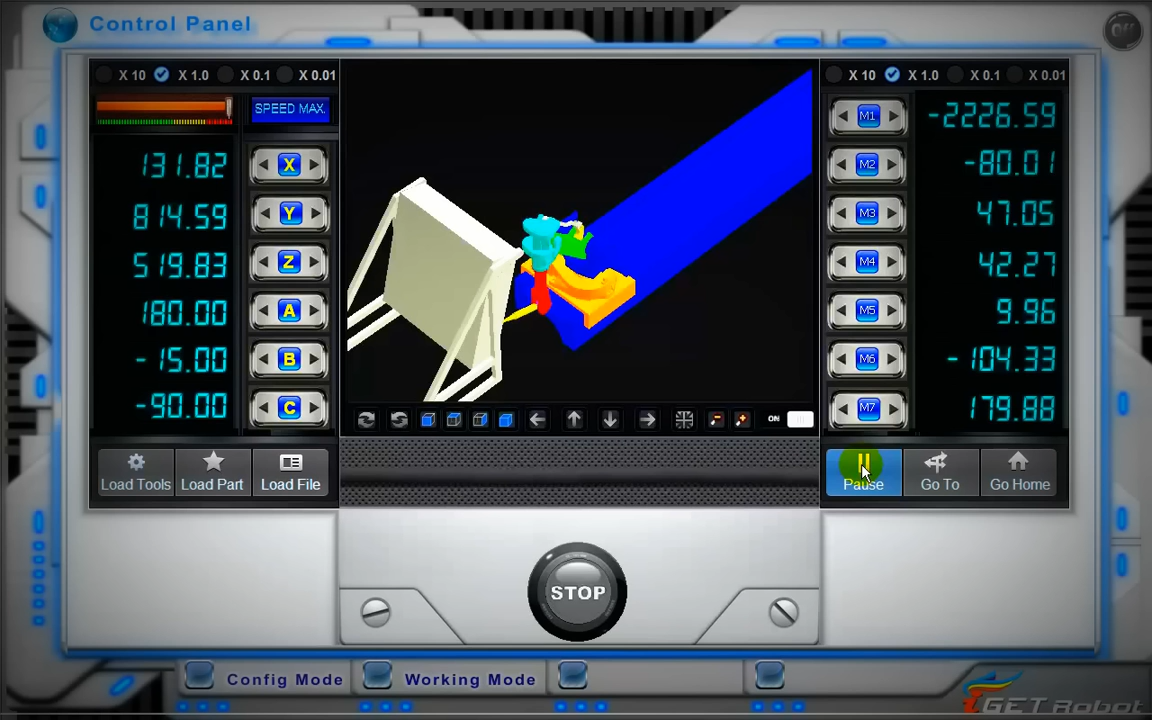 Control Panel
Off
X 10 X 1.0 X 0.1 X 0.01
SPEED MAX.
131.82 X
814.59 Y
519.83 Z
180.00 A
-15.00 B
-90.00 C
Load Tools Load Part Load File
ON
X 10 X 1.0 X 0.1 X 0.01
M1 -2226.59
M2 -80.01
M3 47.05
M4 42.27
M5 9.96
M6 -104.33
M7 179.88
Pause Go To Go Home
STOP
Config Mode Working Mode
iGET Robot